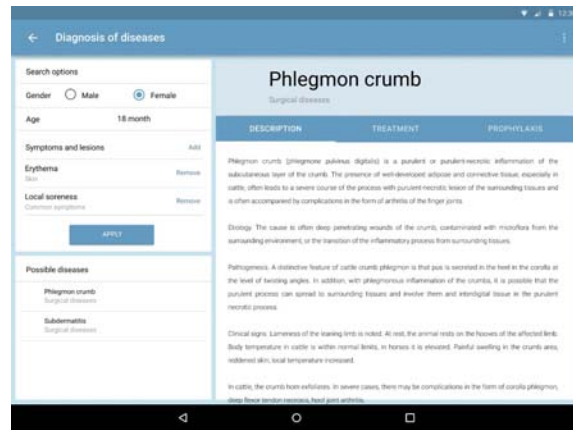 12:30
Diagnosis of diseases
Search options
Gender Male Female
Age 18 month
Symptoms and lesions Add
Erythema Remove
Skin
Local soreness Remove
Common symptoms
APPLY
Possible diseases
Phlegmon crumb
Surgical diseases
Subdermatitis
Surgical diseases
Phlegmon crumb
Surgical diseases
DESCRIPTION TREATMENT PROPHYLAXIS
Phlegmon crumb (phlegmone pulvinus digitalis) is a purulent or purulent-necrotic inflammation of the
subcutaneous layer of the crumb. The presence of well-developed adipose and connective tissue, especially in
cattle, often leads to a severe course of the process with purulent-necrotic lesion of the surrounding tissues and
is often accompanied by complications in the form of arthritis of the finger joints.
Etiology. The cause is often deep penetrating wounds of the crumb, contaminated with microflora from the
surrounding environment, or the transition of the inflammatory process from surrounding tissues.
Pathogenesis. A distinctive feature of cattle crumb phlegmon is that pus is secreted in the heel in the corolla at
the level of twisting angles. In addition, with phlegmonous inflammation of the crumbs, it is possible that the
purulent process can spread to surrounding tissues and involve them and interdigital tissue in the purulent
necrotic process.
Clinical signs. Lameness of the leaning limb is noted. At rest, the animal rests on the hooves of the affected limb.
Body temperature in cattle is within normal limits, in horses it is elevated. Painful swelling in the crumb area,
reddened skin, local temperature increased.
In cattle, the crumb horn exfoliates. In severe cases, there may be complications in the form of corolla phlegmon,
deep flexor tendon necrosis, hoof joint arthritis.